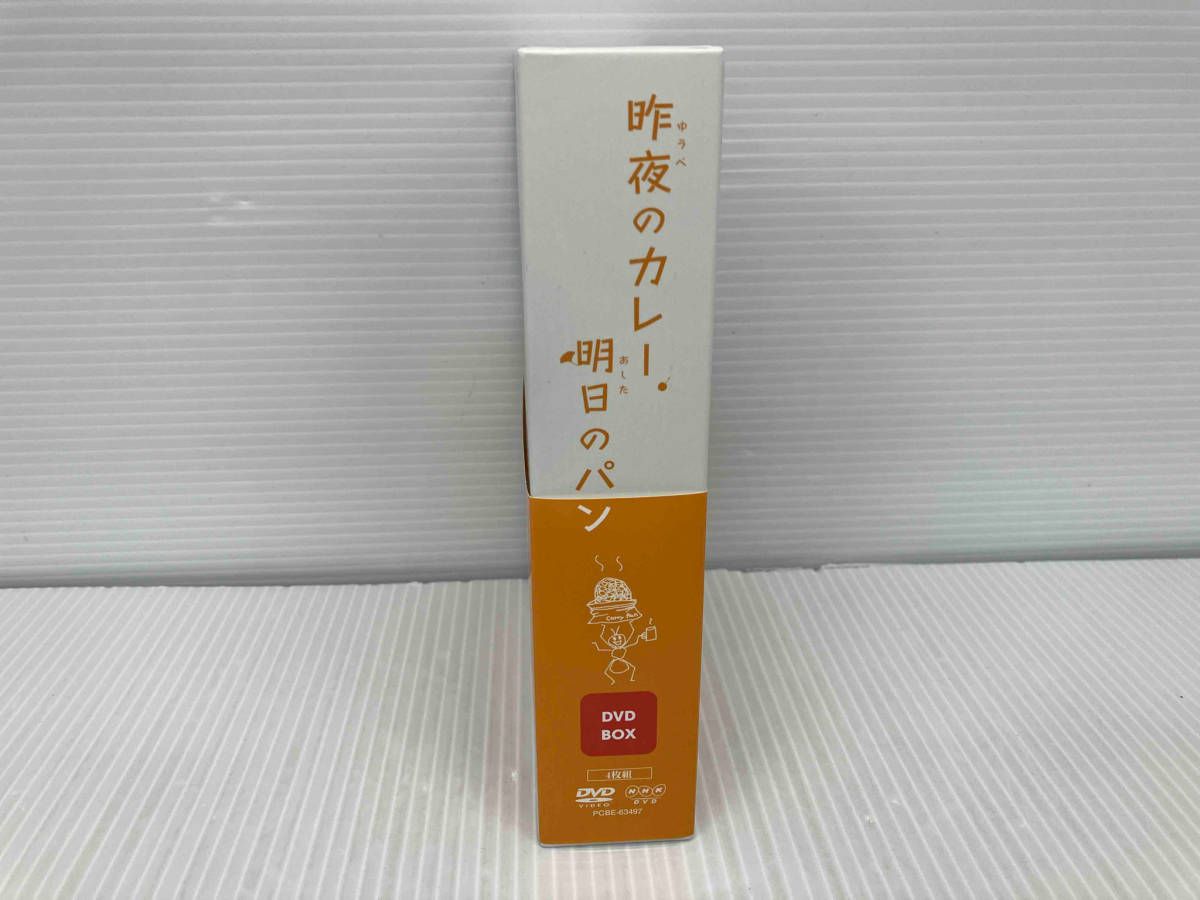 昨夜のカレー、
ゆうべ
明日のパン
あした
Curry Pan
DVD
BOX
4枚組
DVD
VIDEO
NHK
DVD
PCBE-63497